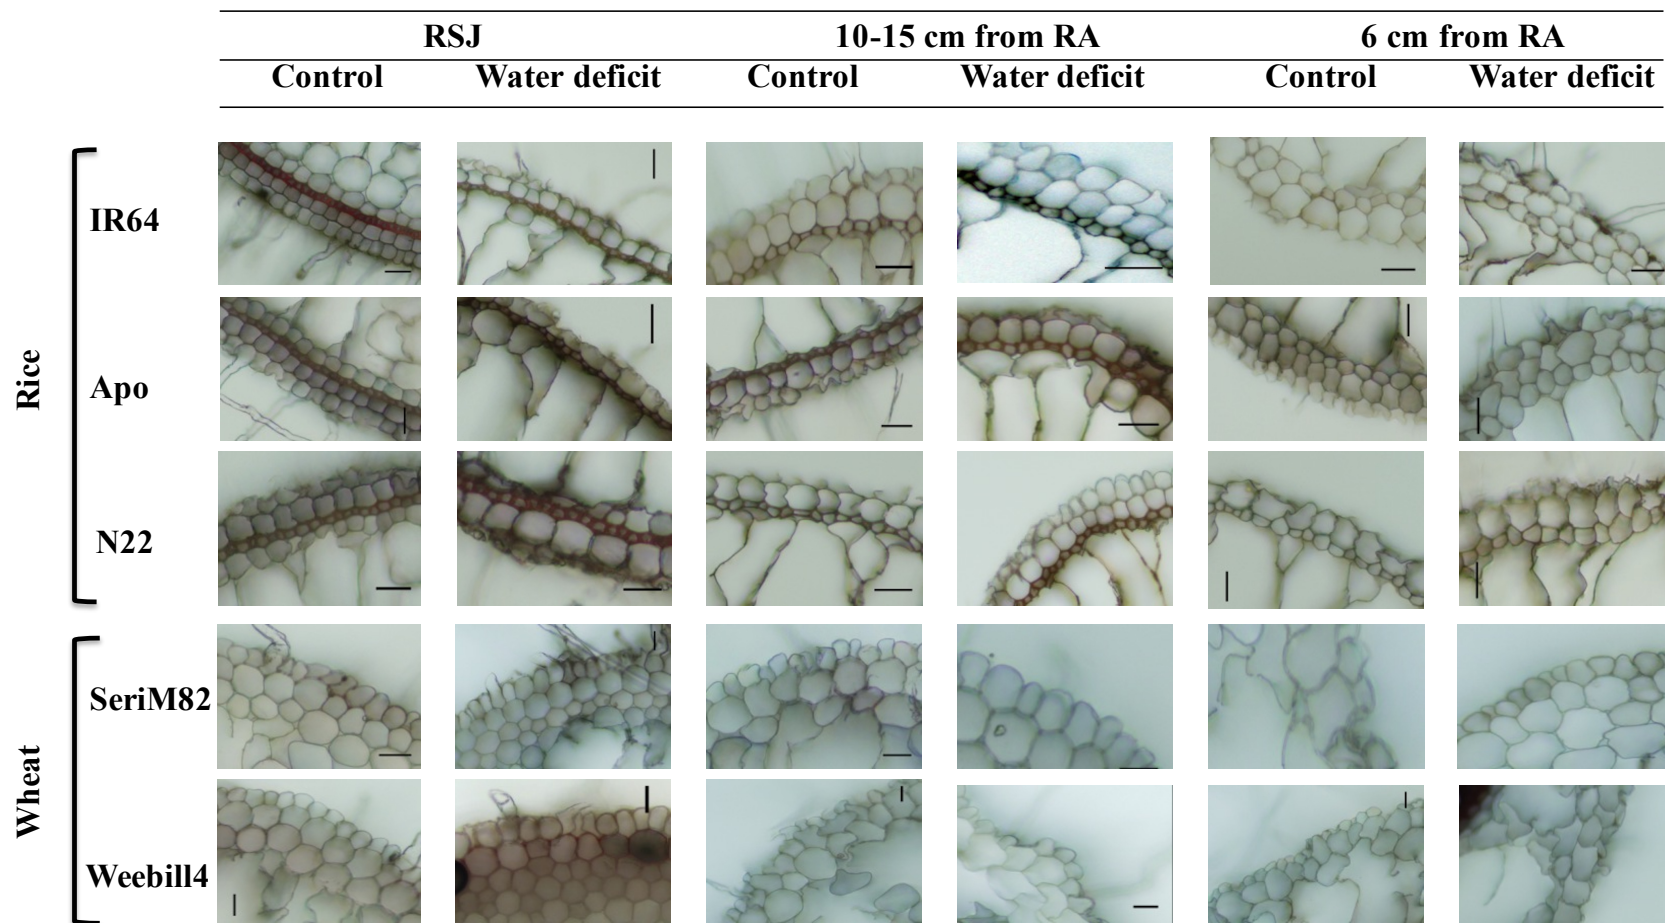 RSJ 10-15 cm from RA 6 cm from RA
Control Water deficit Control Water deficit Control Water deficit
Rice
IR64
Apo
N22
Wheat
SeriM82
Weebill4